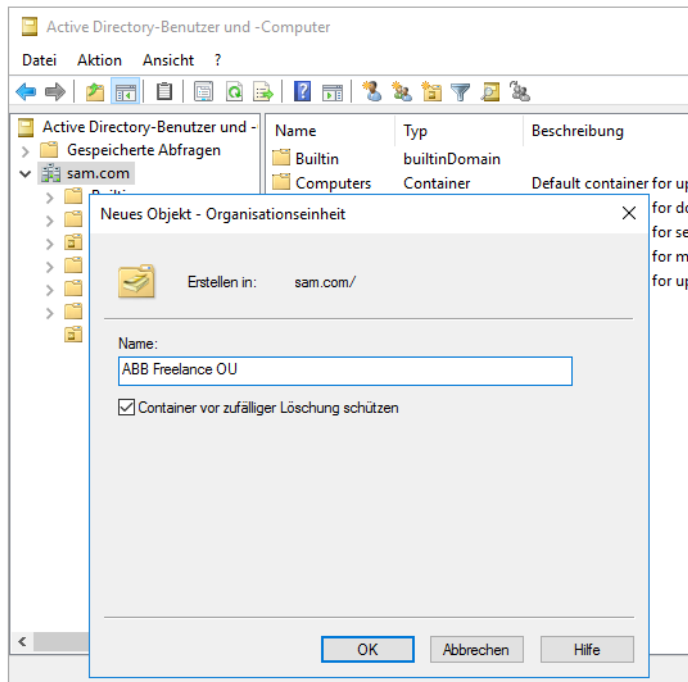 Active Directory-Benutzer und -Computer
Datei Aktion Ansicht ?
Active Directory-Benutzer und -
Gespeicherte Abfragen
sam.com
Name Typ Beschreibung
Builtin builtinDomain
Computers Container Default container for up
for do
for se
for m
for up
Neues Objekt - Organisationseinheit
Erstellen in: sam.com/
Name:
ABB Freelance OU
Container vor zufälliger Löschung schützen
OK Abbrechen Hilfe